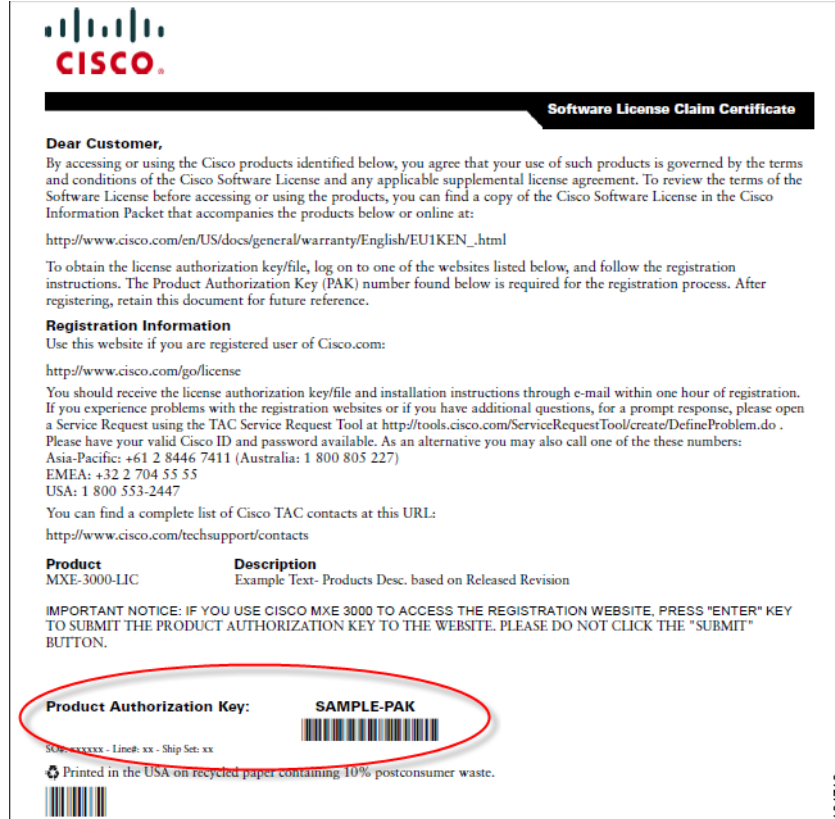 CISCO
Software License Claim Certificate
Dear Customer,
By accessing or using the Cisco products identified below, you agree that your use of such products is governed by the terms
and conditions of the Cisco Software License and any applicable supplemental license agreement. To review the terms of the
Software License before accessing or using the products, you can find a copy of the Cisco Software License in the Cisco
Information Packet that accompanies the products below or online at:
http://www.cisco.com/en/US/docs/general/warranty/English/EU1KEN_.html
To obtain the license authorization key/file, log on to one of the websites listed below, and follow the registration
instructions. The Product Authorization Key (PAK) number found below is required for the registration process. After
registering, retain this document for future reference.
Registration Information
Use this website if you are registered user of Cisco.com:
http://www.cisco.com/go/license
You should receive the license authorization key/file and installation instructions through e-mail within one hour of registration.
If you experience problems with the registration websites or if you have additional questions, for a prompt response, please open
a Service Request using the TAC Service Request Tool at http://tools.cisco.com/ServiceRequestTool/create/DefineProblem.do .
Please have your valid Cisco ID and password available. As an alternative you may also call one of the these numbers:
Asia-Pacific: +61 2 8446 7411 (Australia: 1 800 805 227)
EMEA: +32 2 704 55 55
USA: 1 800 553-2447
You can find a complete list of Cisco TAC contacts at this URL:
http://www.cisco.com/techsupport/contacts
Product Description
MXE-3000-LIC Example Text- Products Desc. based on Released Revision
IMPORTANT NOTICE: IF YOU USE CISCO MXE 3000 TO ACCESS THE REGISTRATION WEBSITE, PRESS "ENTER" KEY
TO SUBMIT THE PRODUCT AUTHORIZATION KEY TO THE WEBSITE. PLEASE DO NOT CLICK THE "SUBMIT"
BUTTON.
Product Authorization Key: SAMPLE-PAK
SO#: xxxxxx - Line#: xx - Ship Set: xx
Printed in the USA on recycled paper containing 10% postconsumer waste.